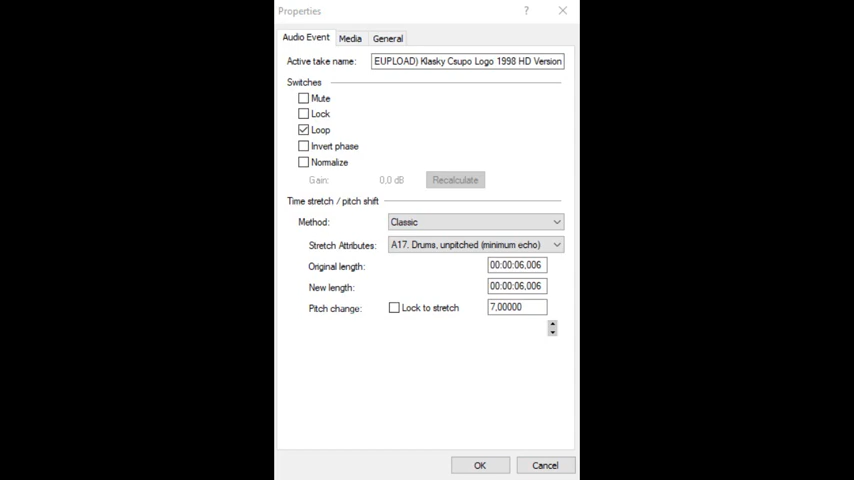 Properties ?
Audio Event Media General
Active take name: EUPLOAD) Klasky Csupo Logo 1998 HD Version
Switches
Mute
Lock
Loop
Invert phase
Normalize
Gain: 0,0 dB Recalculate
Time stretch / pitch shift
Method: Classic
Stretch Attributes: A17. Drums, unpitched (minimum echo)
Original length: 00:00:06,006
New length: 00:00:06,006
Pitch change: Lock to stretch 7,00000
OK Cancel